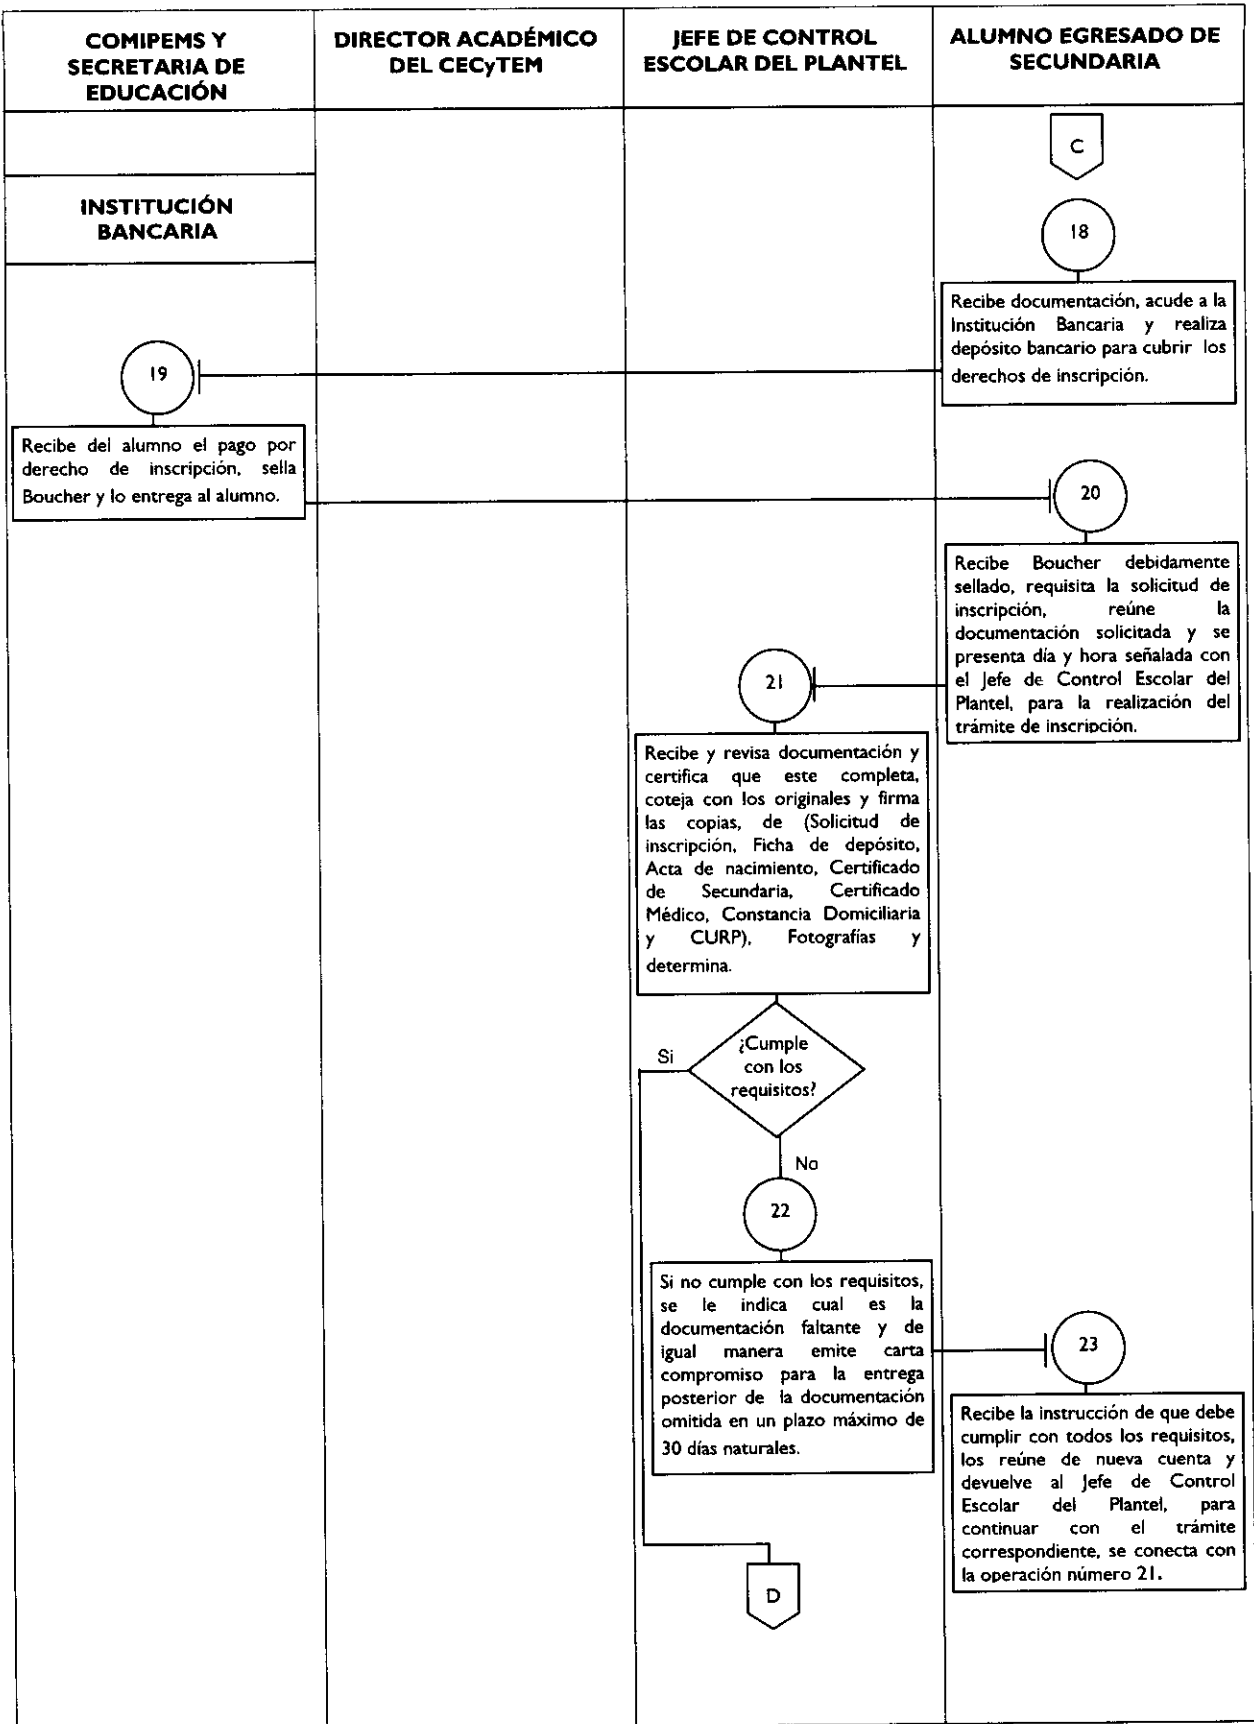 COMIPEMS Y
SECRETARIA DE
EDUCACIÓN
DIRECTOR ACADÉMICO
DEL CECyTEM
JEFE DE CONTROL
ESCOLAR DEL PLANTEL
ALUMNO EGRESADO DE
SECUNDARIA
C
INSTITUCIÓN
BANCARIA
18
Recibe documentación, acude a la
Institución Bancaria y realiza
depósito bancario para cubrir los
derechos de inscripción.
19
Recibe del alumno el pago por
derecho de inscripción, sella
Boucher y lo entrega al alumno.
20
Recibe Boucher debidamente
sellado, requisita la solicitud de
inscripción, reúne la
documentación solicitada y se
presenta día y hora señalada con
el Jefe de Control Escolar del
Plantel, para la realización del
trámite de inscripción.
21
Recibe y revisa documentación y
certifica que este completa,
coteja con los originales y firma
las copias, de (Solicitud de
inscripción, Ficha de depósito,
Acta de nacimiento, Certificado
de Secundaria, Certificado
Médico, Constancia Domiciliaria
y CURP), Fotografías y
determina.
¿Cumple
con los
requisitos?
Si
No
22
Si no cumple con los requisitos,
se le indica cual es la
documentación faltante y de
igual manera emite carta
compromiso para la entrega
posterior de la documentación
omitida en un plazo máximo de
30 días naturales.
23
Recibe la instrucción de que debe
cumplir con todos los requisitos,
los reúne de nueva cuenta y
devuelve al Jefe de Control
Escolar del Plantel, para
continuar con el trámite
correspondiente, se conecta con
la operación número 21.
D